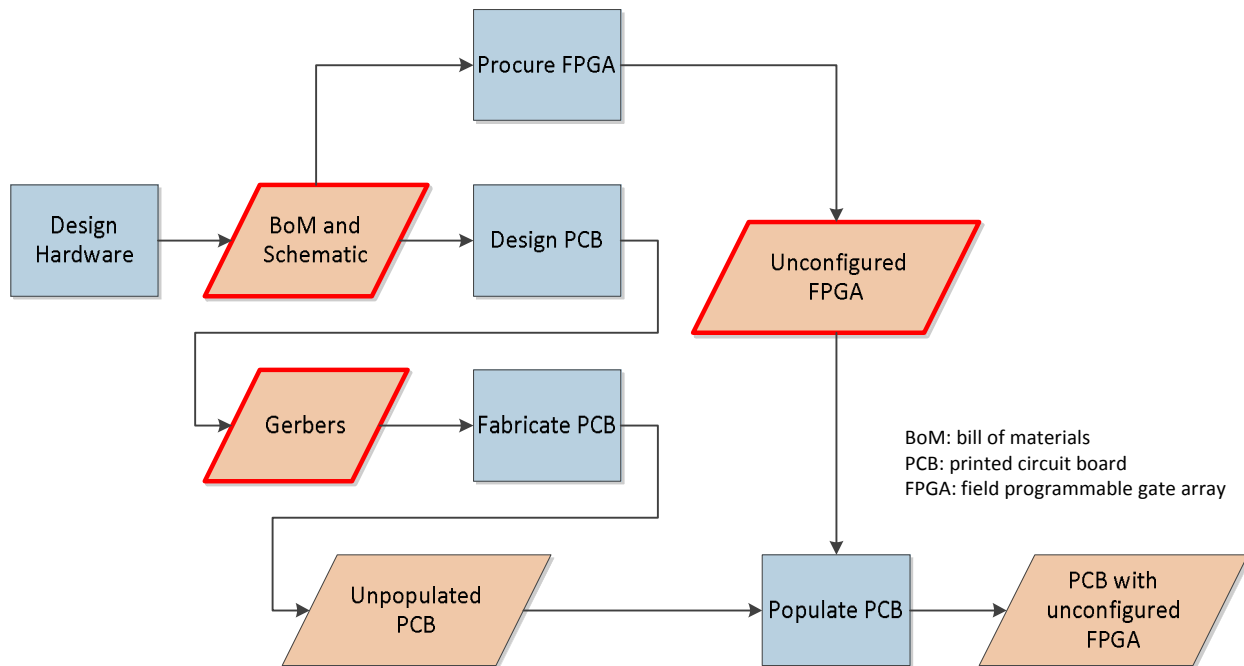 Procure FPGA
Design
Hardware
BoM and
Schematic
Design PCB
Unconfigured
FPGA
Gerbers
Fabricate PCB
BoM: bill of materials
PCB: printed circuit board
FPGA: field programmable gate array
Unpopulated
PCB
Populate PCB
PCB with
unconfigured
FPGA